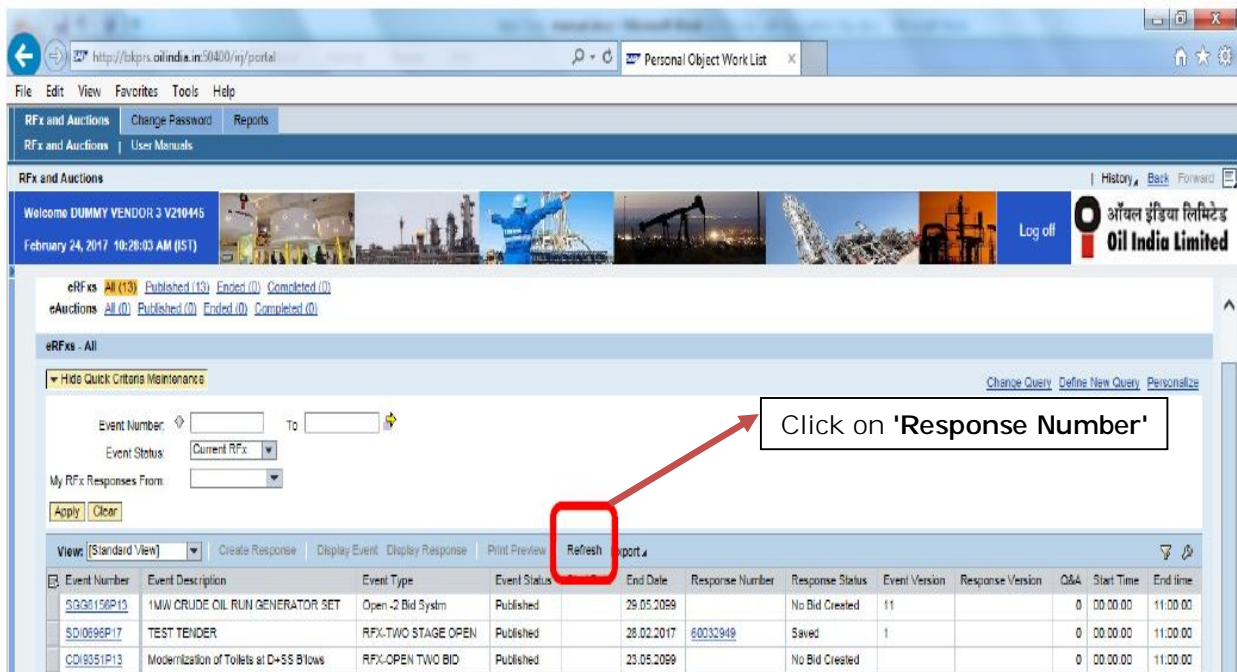 http://bkprs.oilindia.in:50400/irj/portal
Personal Object Work List
File Edit View Favorites Tools Help
RFx and Auctions Change Password Reports
RFx and Auctions | User Manuals
RFx and Auctions
| History Back Forward
Welcome DUMMY VENDOR 3 V210445
February 24, 2017 10:28:03 AM (IST)
Log off
ऑयल इंडिया लिमिटेड
Oil India Limited
eRFxs All (13) Published (13) Ended (0) Completed (0)
eAuctions All (0) Published (0) Ended (0) Completed (0)
eRFxs - All
Hide Quick Criteria Maintenance
Change Query Define New Query Personalize
Event Number: To
Click on 'Response Number'
Event Status: Current RFx
My RFx Responses From:
Apply Clear
View: [Standard View] Create Response Display Event Display Response Print Preview Refresh Export
Event Number Event Description Event Type Event Status End Date Response Number Response Status Event Version Response Version Q&A Start Time End time
SGG6156P13 1MW CRUDE OIL RUN GENERATOR SET Open -2 Bid Systm Published 29.05.2099 No Bid Created 11 0 00:00:00 11:00:00
SDI0696P17 TEST TENDER RFX-TWO STAGE OPEN Published 28.02.2017 60032949 Saved 1 0 00:00:00 11:00:00
CDI9351P13 Modernization of Toilets at D+SS B'lows RFX-OPEN TWO BID Published 23.05.2099 No Bid Created 0 00:00:00 11:00:00